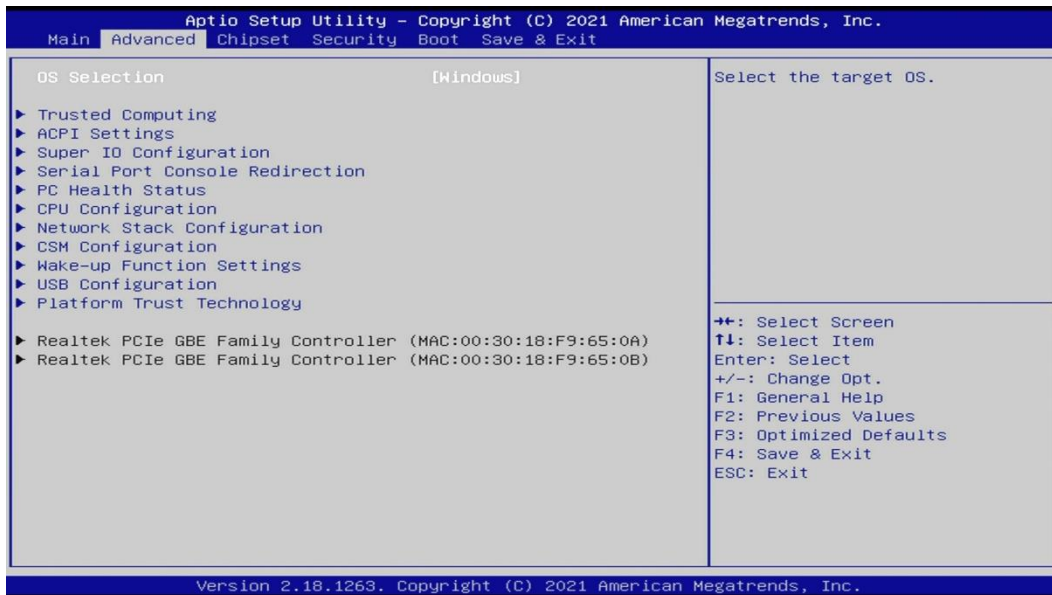 Aptio Setup Utility – Copyright (C) 2021 American Megatrends, Inc.
Main Advanced Chipset Security Boot Save & Exit
OS Selection [Windows]
Trusted Computing
ACPI Settings
Super IO Configuration
Serial Port Console Redirection
PC Health Status
CPU Configuration
Network Stack Configuration
CSM Configuration
Wake-up Function Settings
USB Configuration
Platform Trust Technology
Realtek PCIe GBE Family Controller (MAC:00:30:18:F9:65:0A)
Realtek PCIe GBE Family Controller (MAC:00:30:18:F9:65:0B)
Select the target OS.
→←: Select Screen
↑↓: Select Item
Enter: Select
+/-: Change Opt.
F1: General Help
F2: Previous Values
F3: Optimized Defaults
F4: Save & Exit
ESC: Exit
Version 2.18.1263. Copyright (C) 2021 American Megatrends, Inc.